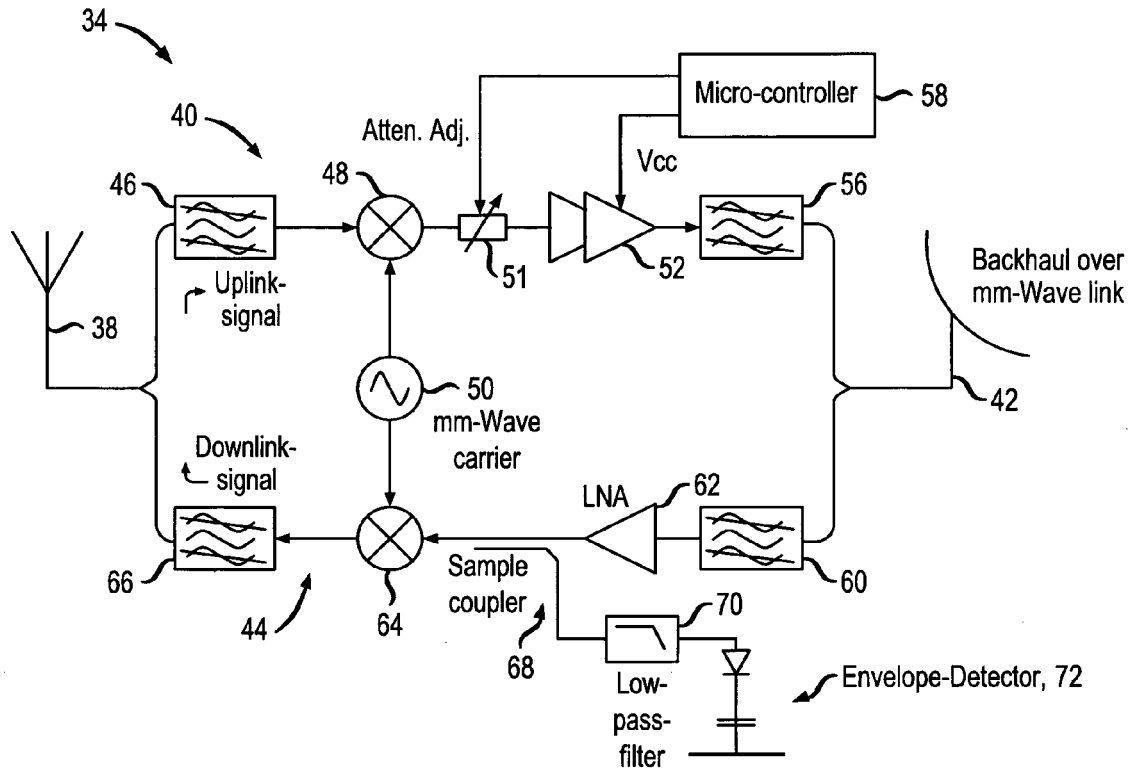 34
40
Micro-controller
58
Atten. Adj.
Vcc
46
48
51
52
56
Backhaul over
mm-Wave link
Uplink-
signal
38
50
mm-Wave
carrier
42
Downlink-
signal
LNA
62
66
44
64
Sample
coupler
68
60
70
Low-
pass-
filter
Envelope-Detector, 72